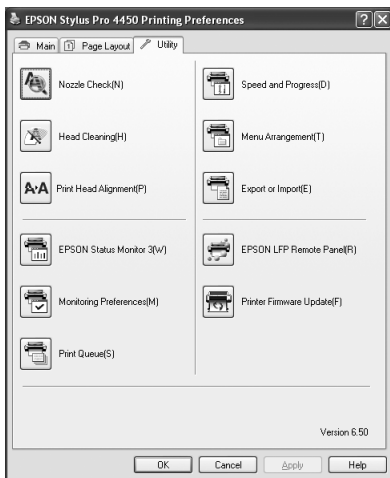 EPSON Stylus Pro 4450 Printing Preferences
Main
Page Layout
Utility
Nozzle Check(N)
Head Cleaning(H)
A›A
Print Head Alignment(P)
EPSON Status Monitor 3(W)
Monitoring Preferences(M)
Print Queue(S)
Speed and Progress(D)
Menu Arrangement(T)
Export or Import(E)
EPSON LFP Remote Panel(R)
Printer Firmware Update(F)
Version 6.50
OK
Cancel
Apply
Help